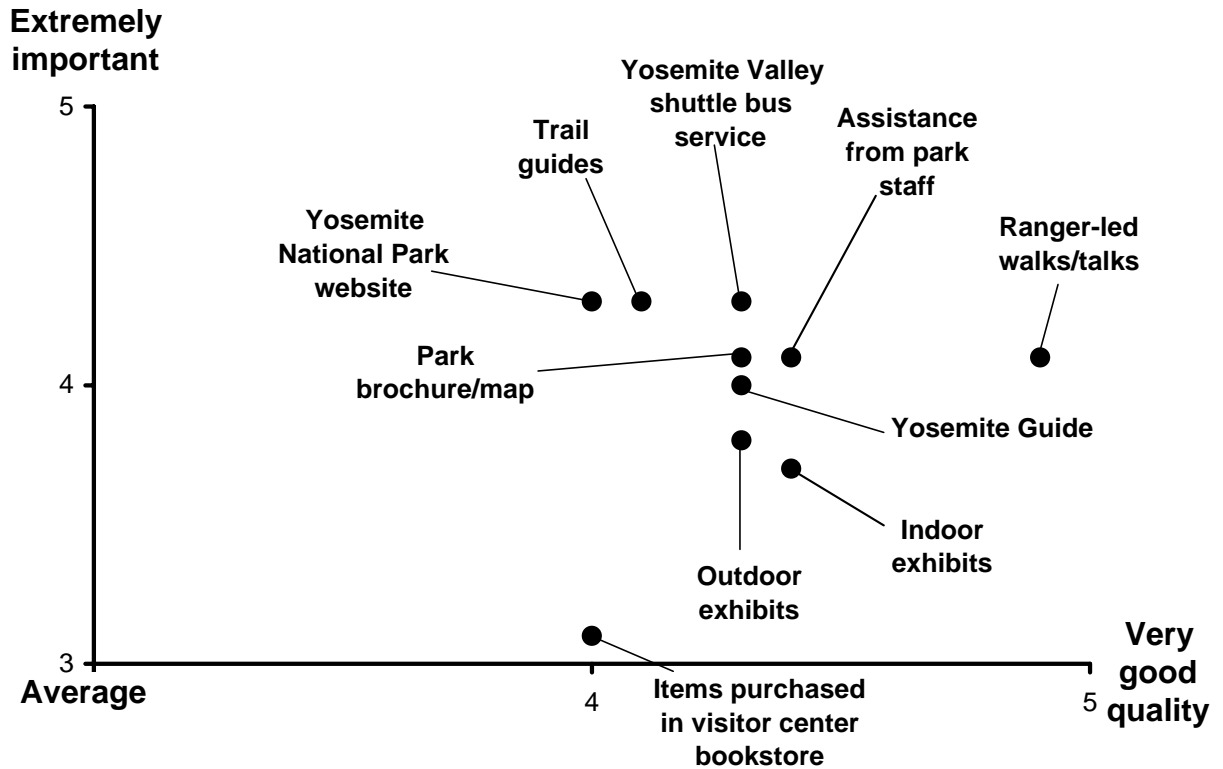 Extremely
important
5
Yosemite Valley
shuttle bus
service
Trail
guides
Assistance
from park
staff
Yosemite
National Park
website
Ranger-led
walks/talks
Park
brochure/map
4
Yosemite Guide
Indoor
exhibits
Outdoor
exhibits
3
Average
4
5
Very
good
quality
Items purchased
in visitor center
bookstore